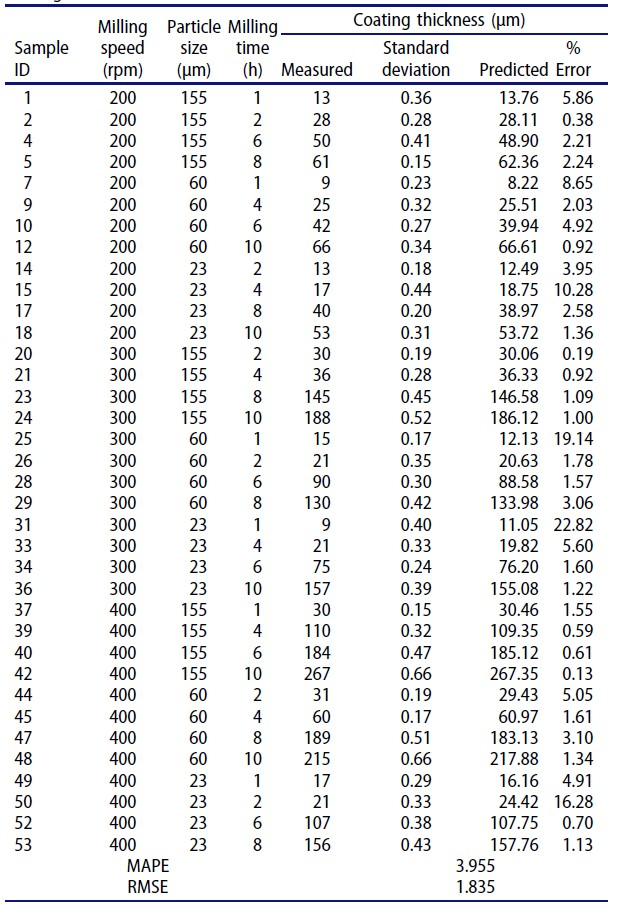 Coating thickness (μm)
Milling Particle Milling
Sample speed size time Standard %
ID (rpm) (μm) (h) Measured deviation Predicted Error
1 200 155 1 13 0.36 13.76 5.86
2 200 155 2 28 0.28 28.11 0.38
4 200 155 6 50 0.41 48.90 2.21
5 200 155 8 61 0.15 62.36 2.24
7 200 60 1 9 0.23 8.22 8.65
9 200 60 4 25 0.32 25.51 2.03
10 200 60 6 42 0.27 39.94 4.92
12 200 60 10 66 0.34 66.61 0.92
14 200 23 2 13 0.18 12.49 3.95
15 200 23 4 17 0.44 18.75 10.28
17 200 23 8 40 0.20 38.97 2.58
18 200 23 10 53 0.31 53.72 1.36
20 300 155 2 30 0.19 30.06 0.19
21 300 155 4 36 0.28 36.33 0.92
23 300 155 8 145 0.45 146.58 1.09
24 300 155 10 188 0.52 186.12 1.00
25 300 60 1 15 0.17 12.13 19.14
26 300 60 2 21 0.35 20.63 1.78
28 300 60 6 90 0.30 88.58 1.57
29 300 60 8 130 0.42 133.98 3.06
31 300 23 1 9 0.40 11.05 22.82
33 300 23 4 21 0.33 19.82 5.60
34 300 23 6 75 0.24 76.20 1.60
36 300 23 10 157 0.39 155.08 1.22
37 400 155 1 30 0.15 30.46 1.55
39 400 155 4 110 0.32 109.35 0.59
40 400 155 6 184 0.47 185.12 0.61
42 400 155 10 267 0.66 267.35 0.13
44 400 60 2 31 0.19 29.43 5.05
45 400 60 4 60 0.17 60.97 1.61
47 400 60 8 189 0.51 183.13 3.10
48 400 60 10 215 0.66 217.88 1.34
49 400 23 1 17 0.29 16.16 4.91
50 400 23 2 21 0.33 24.42 16.28
52 400 23 6 107 0.38 107.75 0.70
53 400 23 8 156 0.43 157.76 1.13
MAPE 3.955
RMSE 1.835